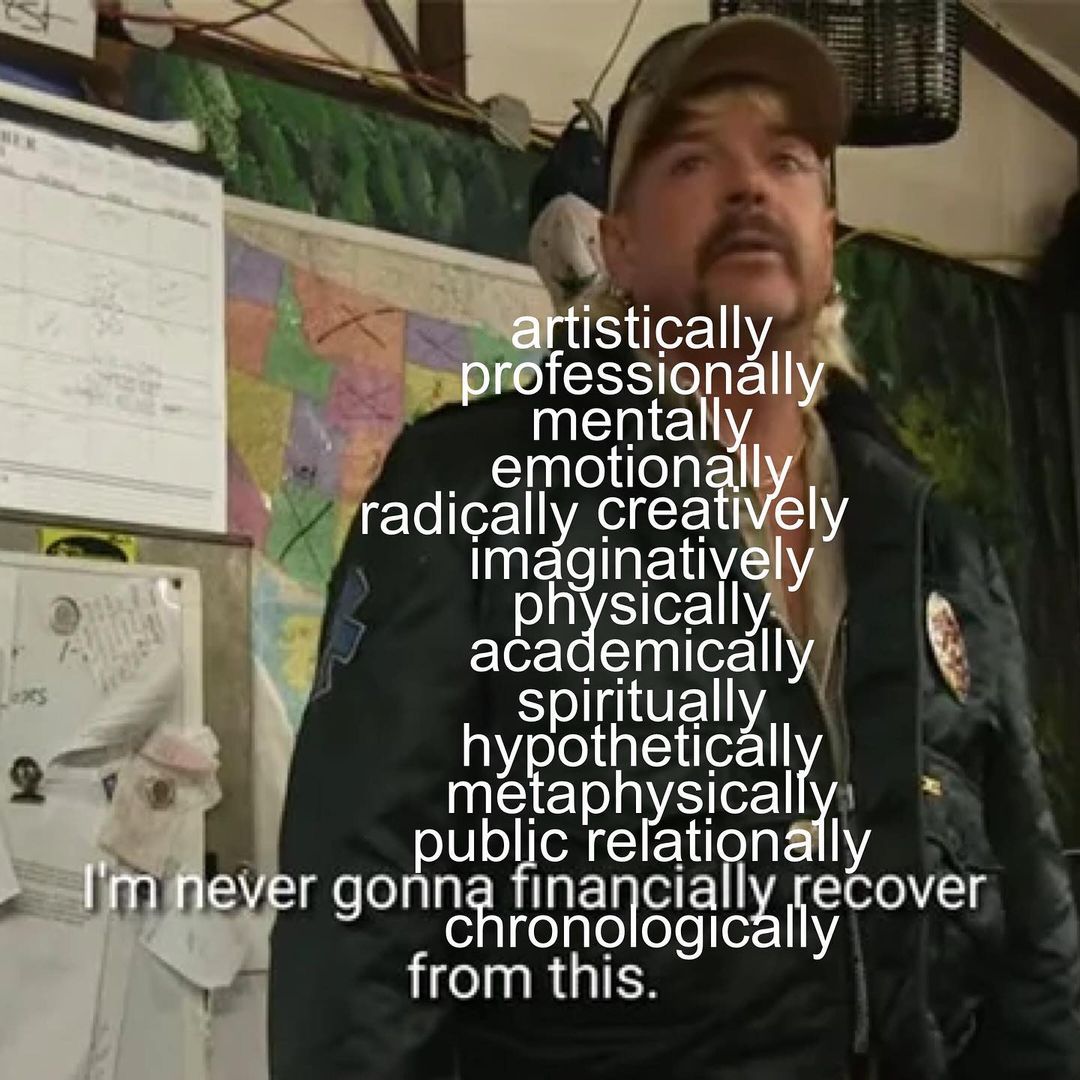 artistically
professionally
mentally
emotionally
radically creatively
imaginatively
physically
academically
spiritually
hypothetically
metaphysically
public relationally
I'm never gonna financially recover
chronologically
from this.